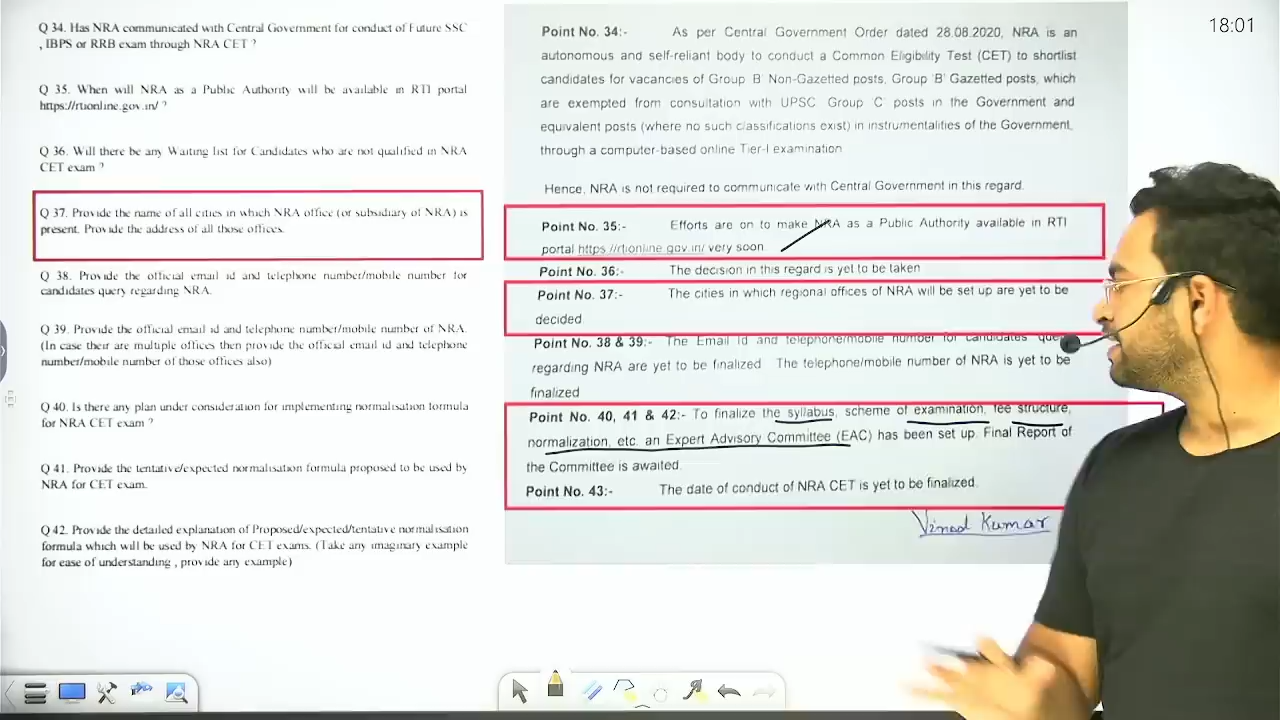 Q 34. Has NRA communicated with Central Government for conduct of Future SSC
, IBPS or RRB exam through NRA CET ?
Q 35. When will NRA as a Public Authority will be available in RTI portal
https://rtionline.gov.in/ ?
Q 36. Will there be any Waiting list for Candidates who are not qualified in NRA
CET exam ?
Q 37. Provide the name of all cities in which NRA office (or subsidiary of NRA) is
present. Provide the address of all those offices.
Q 38. Provide the official email id and telephone number/mobile number for
candidates query regarding NRA.
Q 39. Provide the official email id and telephone number/mobile number of NRA.
(In case their are multiple offices then provide the official email id and telephone
number/mobile number of those offices also)
Q 40. Is there any plan under consideration for implementing normalisation formula
for NRA CET exam ?
Q 41. Provide the tentative/expected normalisation formula proposed to be used by
NRA for CET exam.
Q 42. Provide the detailed explanation of Proposed/expected/tentative normalisation
formula which will be used by NRA for CET exams. (Take any imaginary example
for ease of understanding , provide any example)
Point No. 34:- As per Central Government Order dated 28.08.2020, NRA is an
autonomous and self-reliant body to conduct a Common Eligibility Test (CET) to shortlist
candidates for vacancies of Group 'B' Non-Gazetted posts, Group 'B' Gazetted posts, which
are exempted from consultation with UPSC Group 'C' posts in the Government and
equivalent posts (where no such classifications exist) in instrumentalities of the Government,
through a computer-based online Tier-I examination
Hence, NRA is not required to communicate with Central Government in this regard.
Point No. 35:- Efforts are on to make NRA as a Public Authority available in RTI
portal https://rtionline.gov.in/ very soon.
Point No. 36:- The decision in this regard is yet to be taken
Point No. 37:- The cities in which regional offices of NRA will be set up are yet to be
decided
Point No. 38 & 39:- The Email Id and telephone/mobile number for candidates'
regarding NRA are yet to be finalized The telephone/mobile number of NRA is yet to be
finalized
Point No. 40, 41 & 42:- To finalize the syllabus, scheme of examination, fee structure,
normalization, etc. an Expert Advisory Committee (EAC) has been set up. Final Report of
the Committee is awaited.
Point No. 43:- The date of conduct of NRA CET is yet to be finalized.
Vinod Kumar
18:01